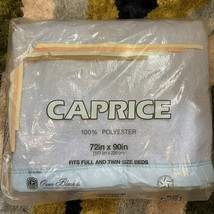 CAPRICE
100% POLYESTER
72in x 90in
FITS FULL AND TWIN SIZE BEDS